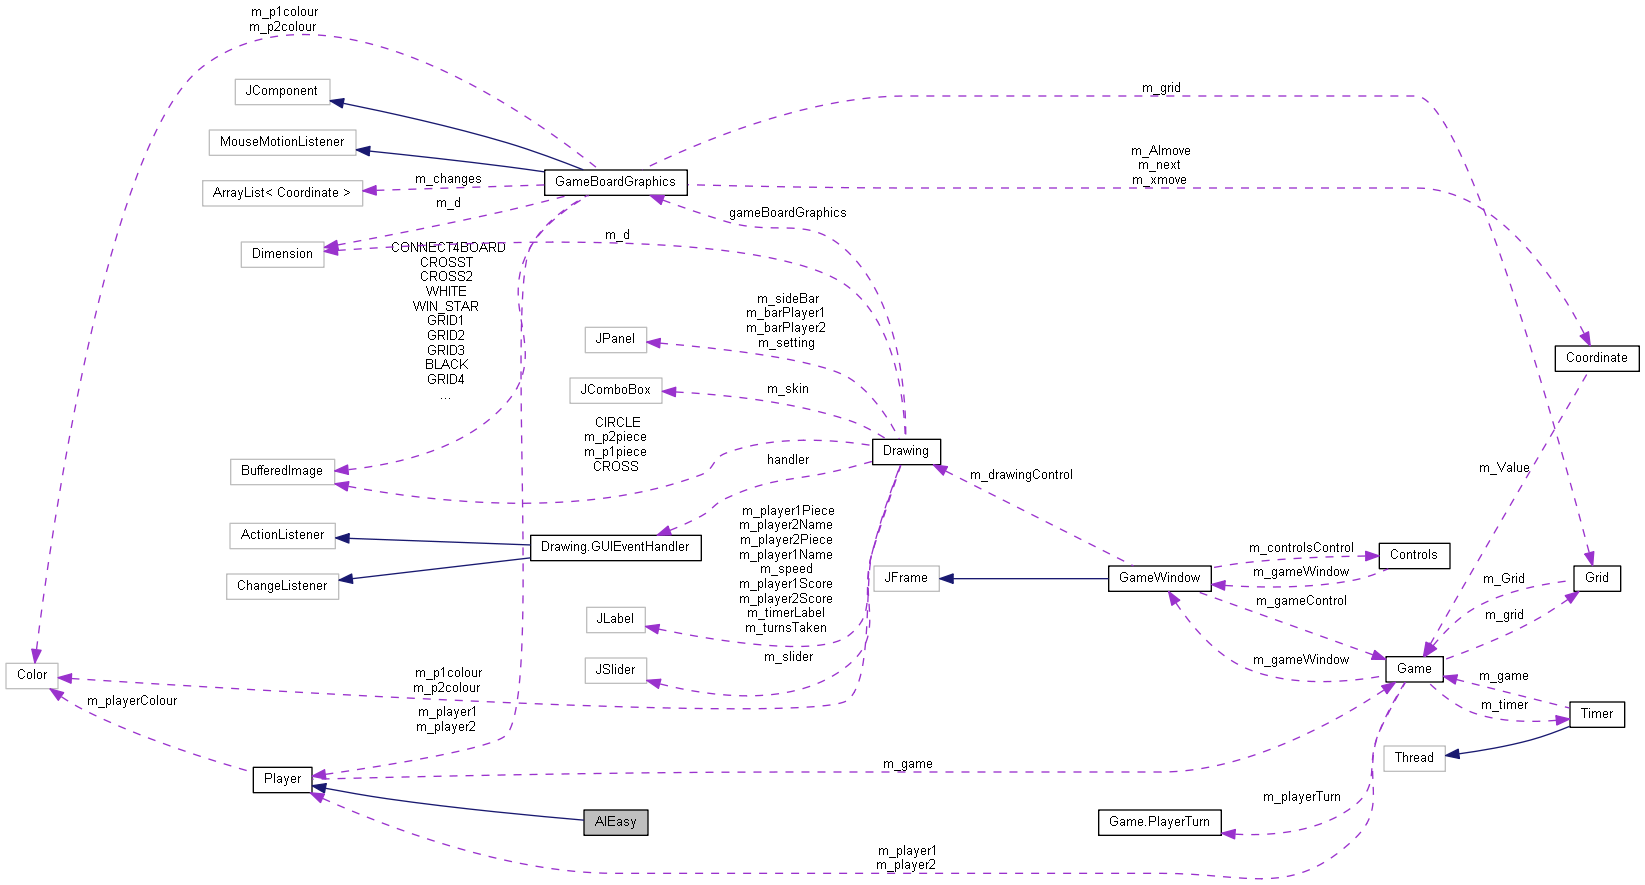 m_p1colour
m_p2colour
JComponent
m_grid
MouseMotionListener
m_AImove
m_next
m_xmove
m_changes
GameBoardGraphics
ArrayList< Coordinate >
m_d
gameBoardGraphics
m_d
Dimension
CONNECT4BOARD
CROSST
CROSS2
WHITE
WIN_STAR
GRID1
GRID2
GRID3
BLACK
GRID4
...
m_sideBar
m_barPlayer1
m_barPlayer2
m_setting
JPanel
Coordinate
JComboBox
m_skin
CIRCLE
m_p2piece
m_p1piece
CROSS
Drawing
handler
BufferedImage
m_drawingControl
m_Value
m_player1Piece
m_player2Name
m_player2Piece
m_player1Name
m_speed
m_player1Score
m_player2Score
m_timerLabel
m_turnsTaken
ActionListener
Drawing.GUIEventHandler
m_controlsControl
Controls
ChangeListener
JFrame
GameWindow
m_gameWindow
m_Grid
Grid
m_gameControl
m_grid
JLabel
m_slider
m_gameWindow
JSlider
Game
Color
m_p1colour
m_p2colour
m_game
m_playerColour
m_timer
Timer
m_player1
m_player2
Thread
m_game
Player
m_playerTurn
AIEasy
Game.PlayerTurn
m_player1
m_player2